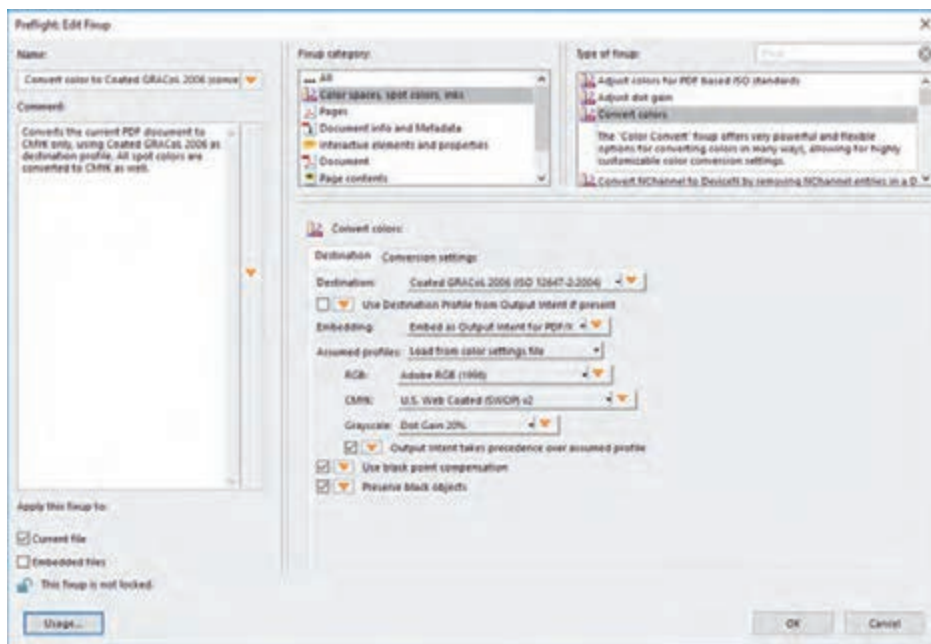 Preflight: Edit Fixup
Name:
Convert color to Coated GRACoL 2006 (conve
Comment:
Converts the current PDF document to
CMYK only, using Coated GRACoL 2006 as
destination profile. All spot colors are
converted to CMYK as well.
Apply this fixup to:
Current file
Embedded files
This fixup is not locked.
Usage...
Fixup category:
All
Color spaces, spot colors, inks
Pages
Document info and Metadata
Interactive elements and properties
Document
Page contents
Type of fixup:
Adjust colors for PDF based ISO standards
Adjust dot gain
Convert colors
The 'Color Convert' fixup offers very powerful and flexible
options for converting colors in many ways, allowing for highly
customizable color conversion settings.
Convert NChannel to DeviceN by removing NChannel entries in a D
Convert colors:
Destination Conversion settings
Destination: Coated GRACoL 2006 (ISO 12647-2:2004)
Use Destination Profile from Output Intent if present
Embedding: Embed as Output Intent for PDF/X
Assumed profiles: Load from color settings file
RGB: Adobe RGB (1998)
CMYK: U.S. Web Coated (SWOP) v2
Grayscale: Dot Gain 20%
Output Intent takes precedence over assumed profile
Use black point compensation
Preserve black objects
OK Cancel